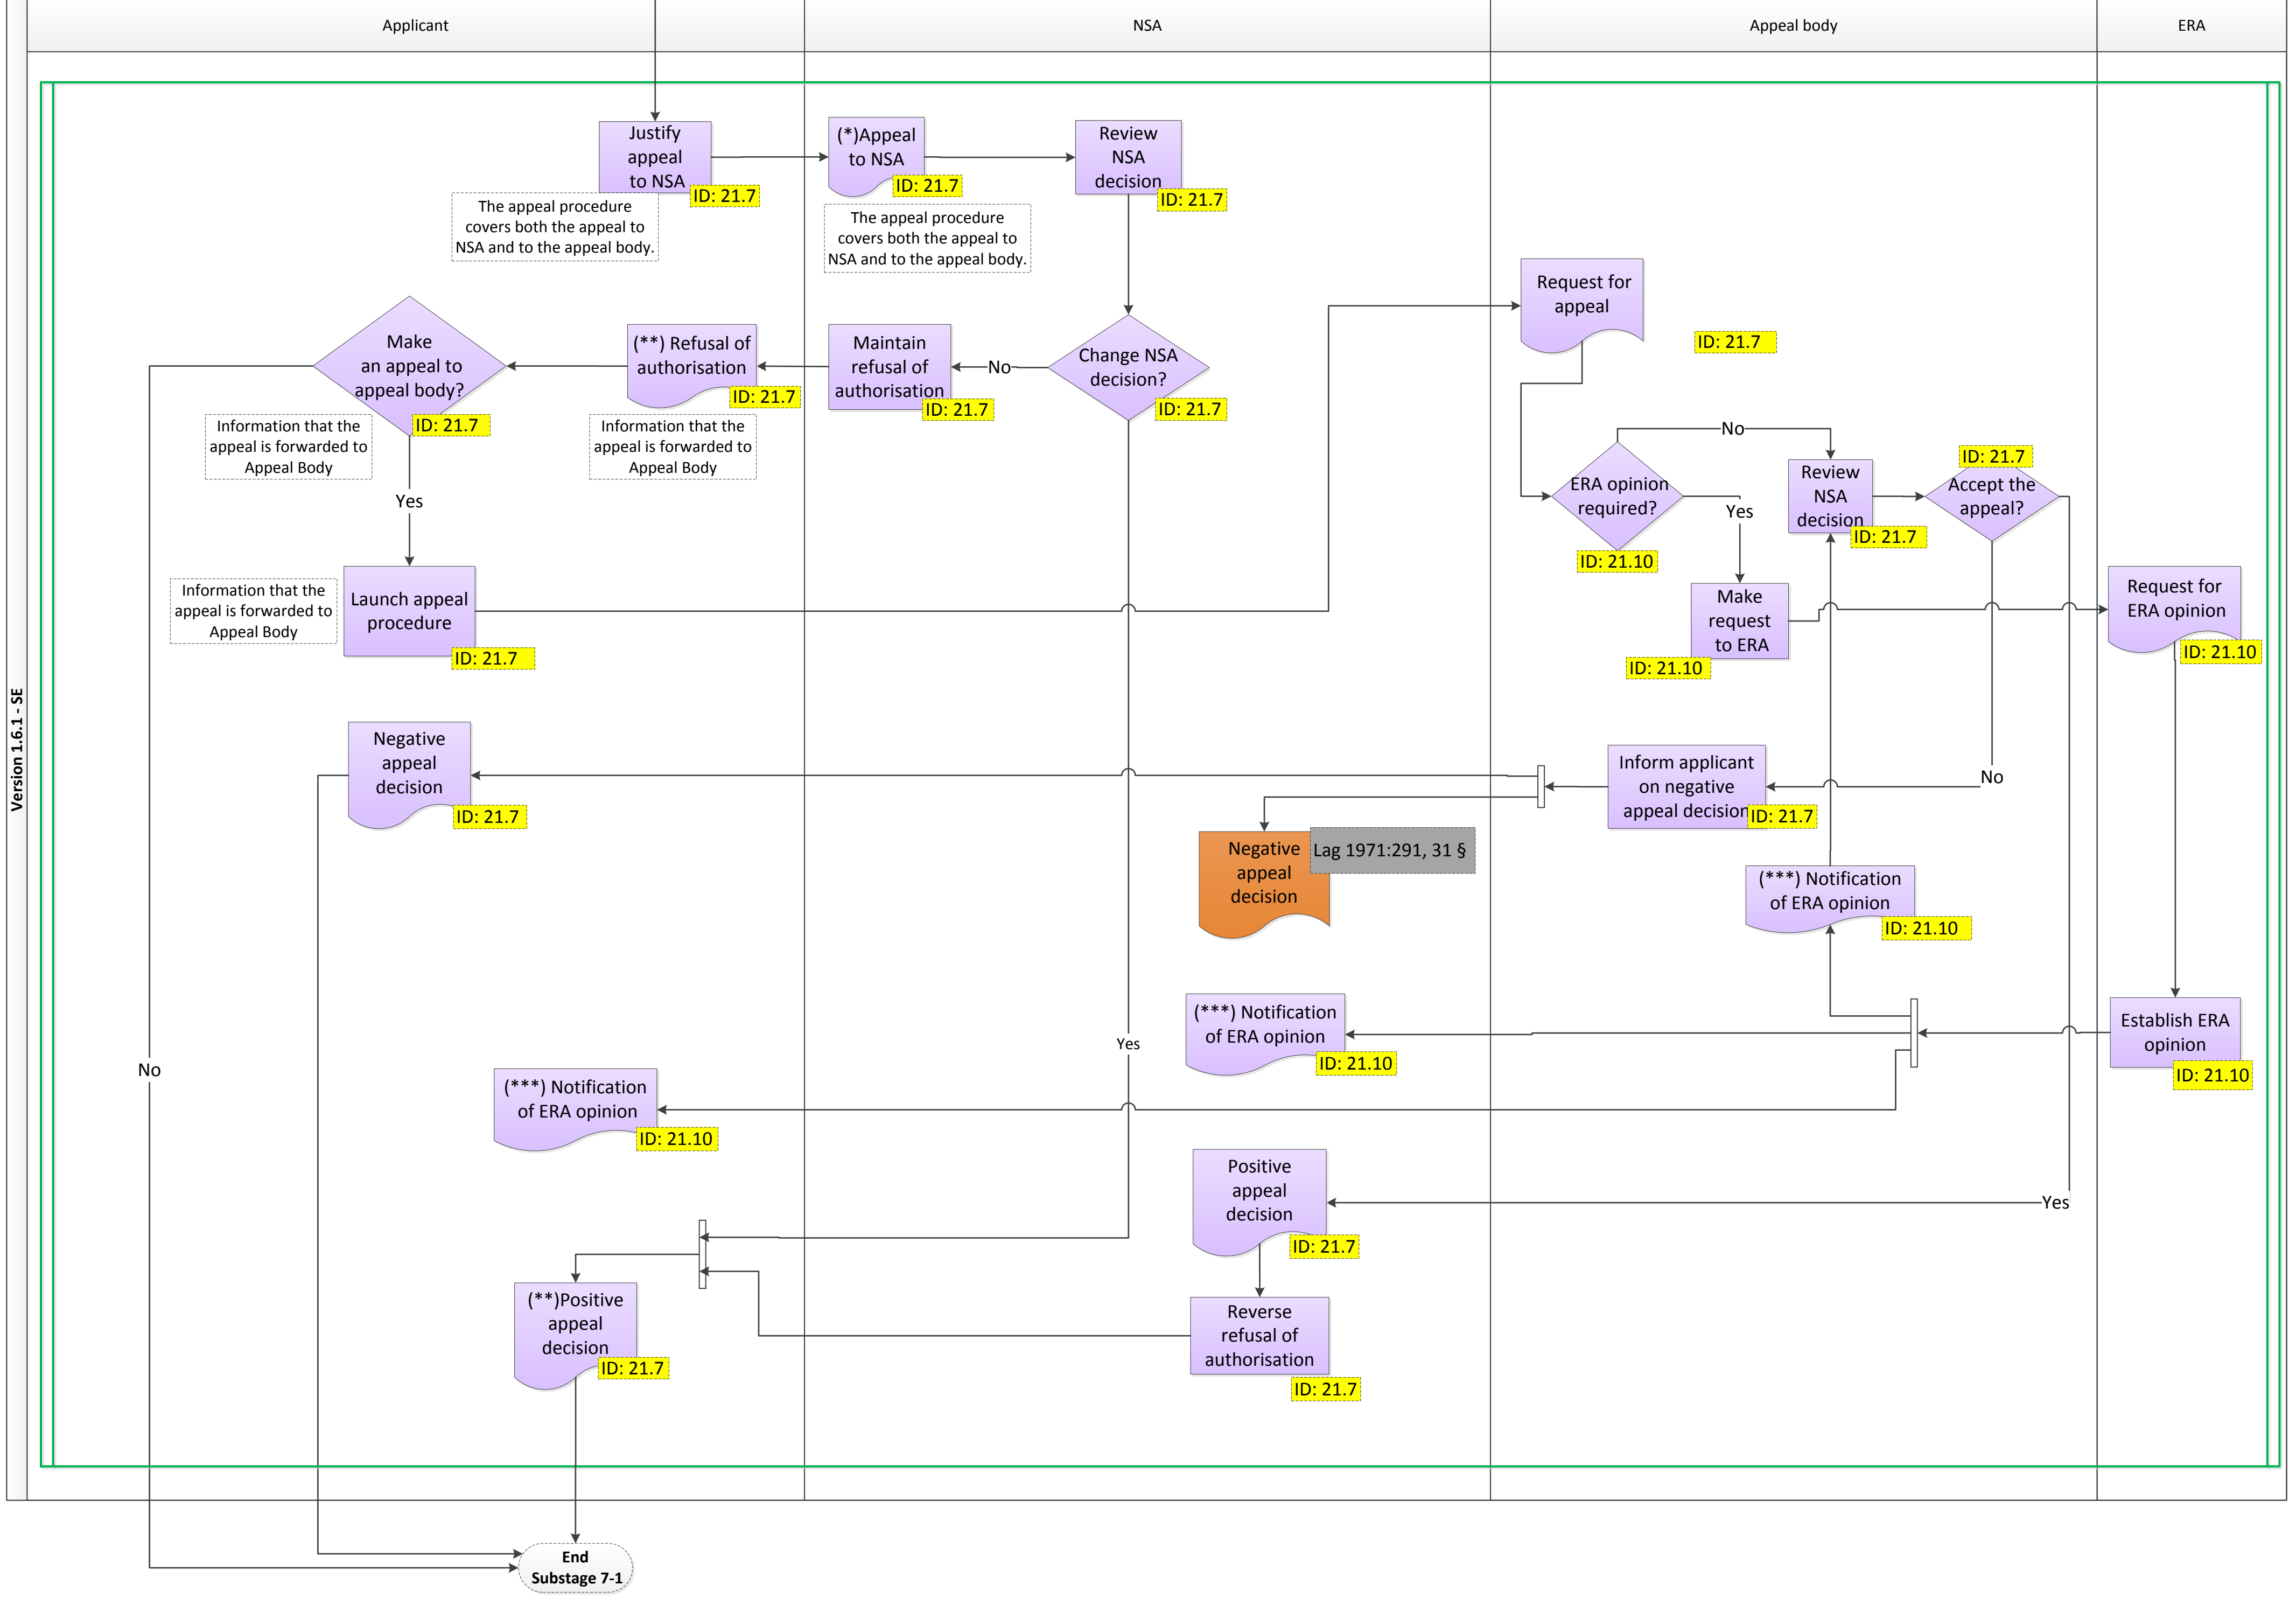 Applicant
NSA
Appeal body
ERA
Version 1.6.1 - SE
Justify
appeal
to NSA
ID: 21.7
The appeal procedure
covers both the appeal to
NSA and to the appeal body.
(*)Appeal
to NSA
ID: 21.7
The appeal procedure
covers both the appeal to
NSA and to the appeal body.
Review
NSA
decision
ID: 21.7
Request for
appeal
ID: 21.7
Make
an appeal to
appeal body?
ID: 21.7
Information that the
appeal is forwarded to
Appeal Body
(**) Refusal of
authorisation
ID: 21.7
Information that the
appeal is forwarded to
Appeal Body
Maintain
refusal of
authorisation
ID: 21.7
No
Change NSA
decision?
ID: 21.7
No
ERA opinion
required?
ID: 21.10
Yes
Review
NSA
decision
ID: 21.7
ID: 21.7
Accept the
appeal?
Yes
Information that the
appeal is forwarded to
Appeal Body
Launch appeal
procedure
ID: 21.7
Make
request
to ERA
ID: 21.10
Request for
ERA opinion
ID: 21.10
Negative
appeal
decision
ID: 21.7
Inform applicant
on negative
appeal decision
ID: 21.7
No
Negative
appeal
decision
Lag 1971:291, 31 §
(***) Notification
of ERA opinion
ID: 21.10
(***) Notification
of ERA opinion
ID: 21.10
Establish ERA
opinion
ID: 21.10
Yes
No
(***) Notification
of ERA opinion
ID: 21.10
Positive
appeal
decision
ID: 21.7
Yes
(**)Positive
appeal
decision
ID: 21.7
Reverse
refusal of
authorisation
ID: 21.7
End
Substage 7-1